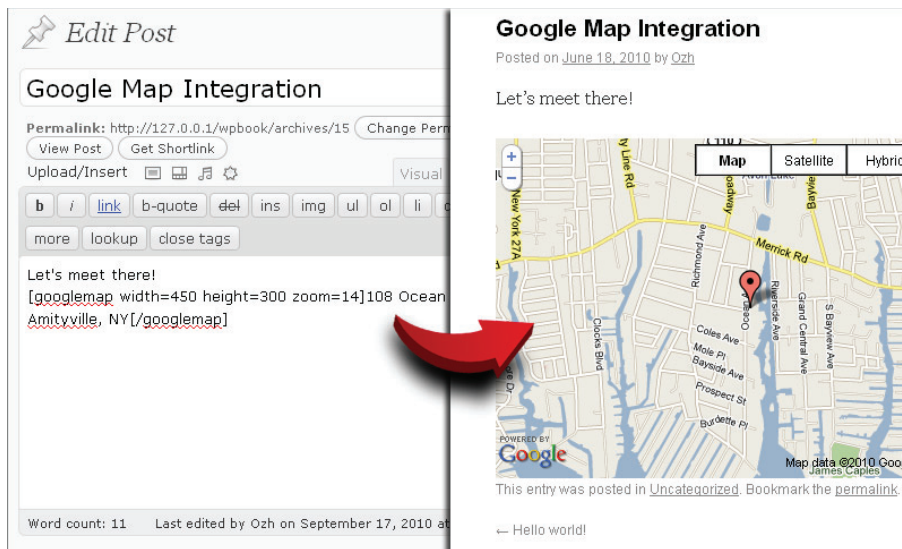 Edit Post
Google Map Integration
Permalink: http://127.0.0.1/wpbook/archives/15 Change Perm
View Post Get Shortlink
Upload/Insert Visual
b i link b-quote del ins img ul ol li
more lookup close tags
Let's meet there!
[googlemap width=450 height=300 zoom=14]108 Ocean
Amityville, NY[/googlemap]
Word count: 11 Last edited by Ozh on September 17, 2010 at
Google Map Integration
Posted on June 18, 2010 by Ozh
Let's meet there!
+
−
Map Satellite Hybrid
New York 27A
Merrick Rd
Richmond Ave
Riverside Ave
Grand Central Ave
S Bayview Ave
Clocks Blvd
Coles Ave
Mole Pl
Bayside Ave
Prospect St
Burdette Pl
POWERED BY
Google
Map data ©2010 Goo
James Caples
This entry was posted in Uncategorized. Bookmark the permalink.
← Hello world!